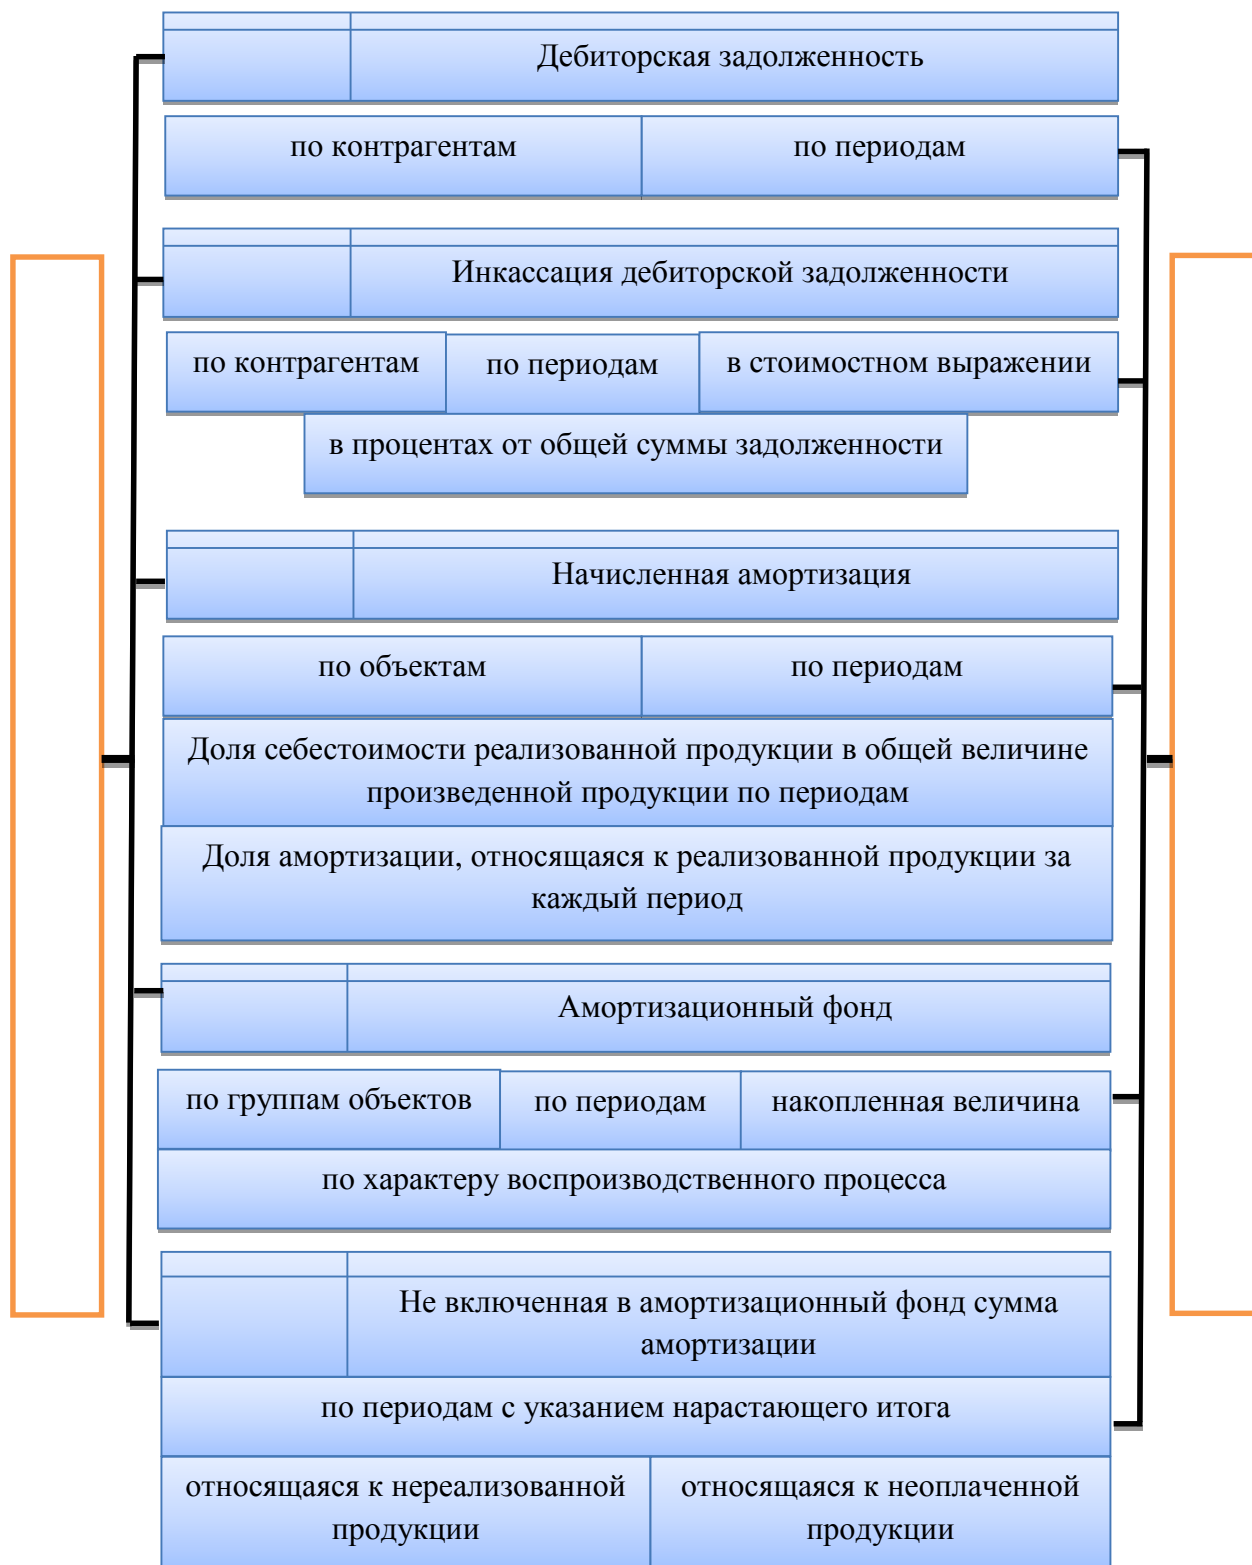 Дебиторская задолженность
по контрагентам
по периодам
Инкассация дебиторской задолженности
по контрагентам
по периодам
в стоимостном выражении
в процентах от общей суммы задолженности
Начисленная амортизация
по объектам
по периодам
Доля себестоимости реализованной продукции в общей величине
произведенной продукции по периодам
Доля амортизации, относящаяся к реализованной продукции за
каждый период
Амортизационный фонд
по группам объектов
по периодам
накопленная величина
по характеру воспроизводственного процесса
Не включенная в амортизационный фонд сумма
амортизации
по периодам с указанием нарастающего итога
относящаяся к нереализованной
продукции
относящаяся к неоплаченной
продукции